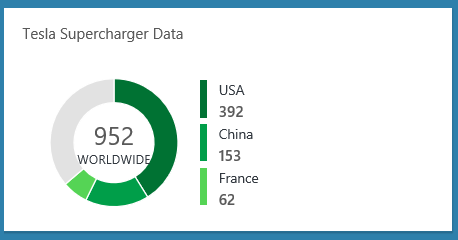 Tesla Supercharger Data
952
WORLDWIDE
USA
392
China
153
France
62